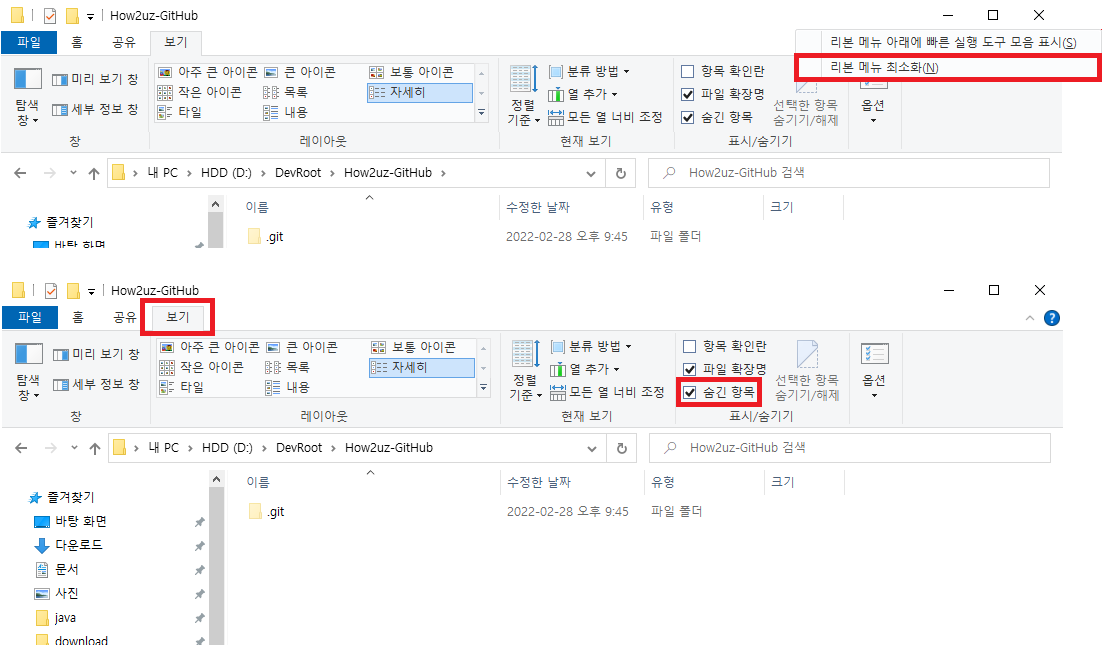 How2uz-GitHub
파일 홈 공유 보기
리본 메뉴 아래에 빠른 실행 도구 모음 표시(S)
리본 메뉴 최소화(N)
탐색 창
미리 보기 창
세부 정보 창
창
아주 큰 아이콘 큰 아이콘 보통 아이콘
작은 아이콘 목록 자세히
타일 내용
레이아웃
정렬 기준
분류 방법
열 추가
모든 열 너비 조정
현재 보기
항목 확인란
파일 확장명
숨긴 항목
선택한 항목
숨기기/해제
표시/숨기기
옵션
내 PC > HDD (D:) > DevRoot > How2uz-GitHub >
How2uz-GitHub 검색
이름 수정한 날짜 유형 크기
즐겨찾기
바탕 화면
.git 2022-02-28 오후 9:45 파일 폴더
How2uz-GitHub
파일 홈 공유 보기
탐색 창
미리 보기 창
세부 정보 창
창
아주 큰 아이콘 큰 아이콘 보통 아이콘
작은 아이콘 목록 자세히
타일 내용
레이아웃
정렬 기준
분류 방법
열 추가
모든 열 너비 조정
현재 보기
항목 확인란
파일 확장명
숨긴 항목
선택한 항목
숨기기/해제
표시/숨기기
옵션
내 PC > HDD (D:) > DevRoot > How2uz-GitHub
How2uz-GitHub 검색
이름 수정한 날짜 유형 크기
.git 2022-02-28 오후 9:45 파일 폴더
즐겨찾기
바탕 화면
다운로드
문서
사진
java
download